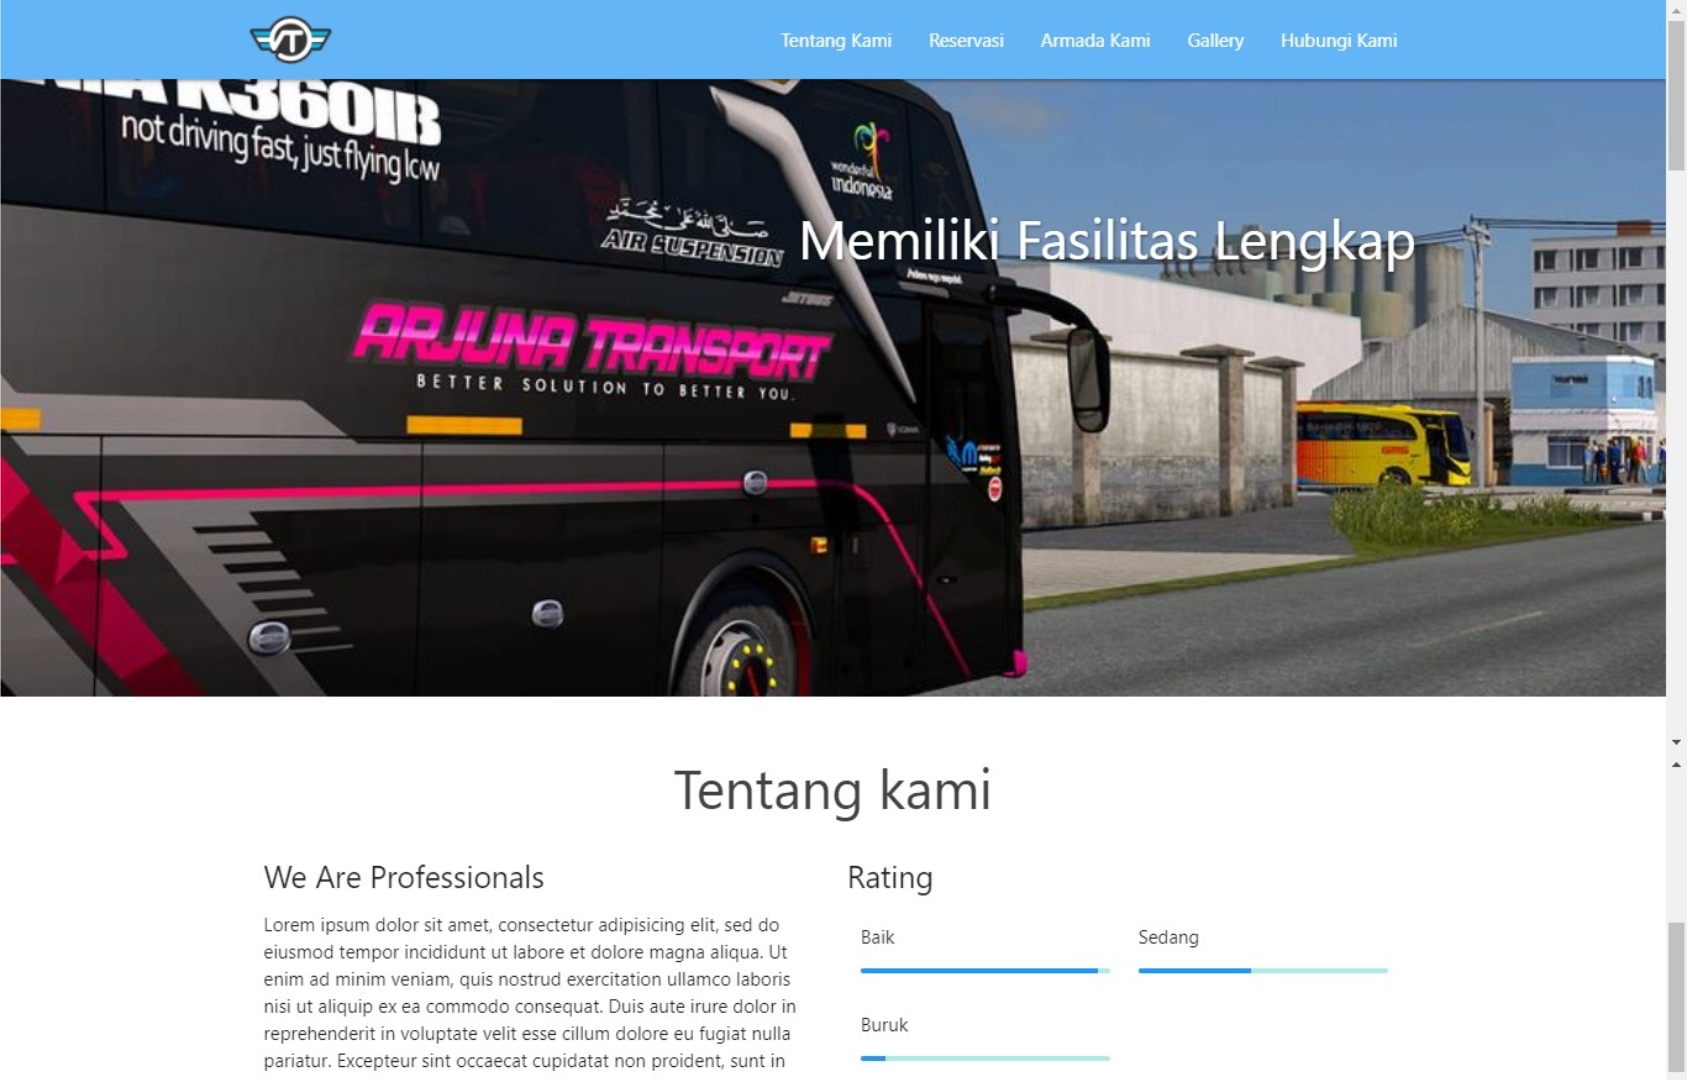 Tentang Kami
Reservasi
Armada Kami
Gallery
Hubungi Kami
K360IB
not driving fast, just flying low
wonderful
indonesia
صلى الله على محمد
AIR SUSPENSION
Memiliki Fasilitas Lengkap
JETBUS
ARJUNA TRANSPORT
BETTER SOLUTION TO BETTER YOU.
Tentang kami
We Are Professionals
Lorem ipsum dolor sit amet, consectetur adipisicing elit, sed do
eiusmod tempor incididunt ut labore et dolore magna aliqua. Ut
enim ad minim veniam, quis nostrud exercitation ullamco laboris
nisi ut aliquip ex ea commodo consequat. Duis aute irure dolor in
reprehenderit in voluptate velit esse cillum dolore eu fugiat nulla
pariatur. Excepteur sint occaecat cupidatat non proident, sunt in
Rating
Baik
Sedang
Buruk